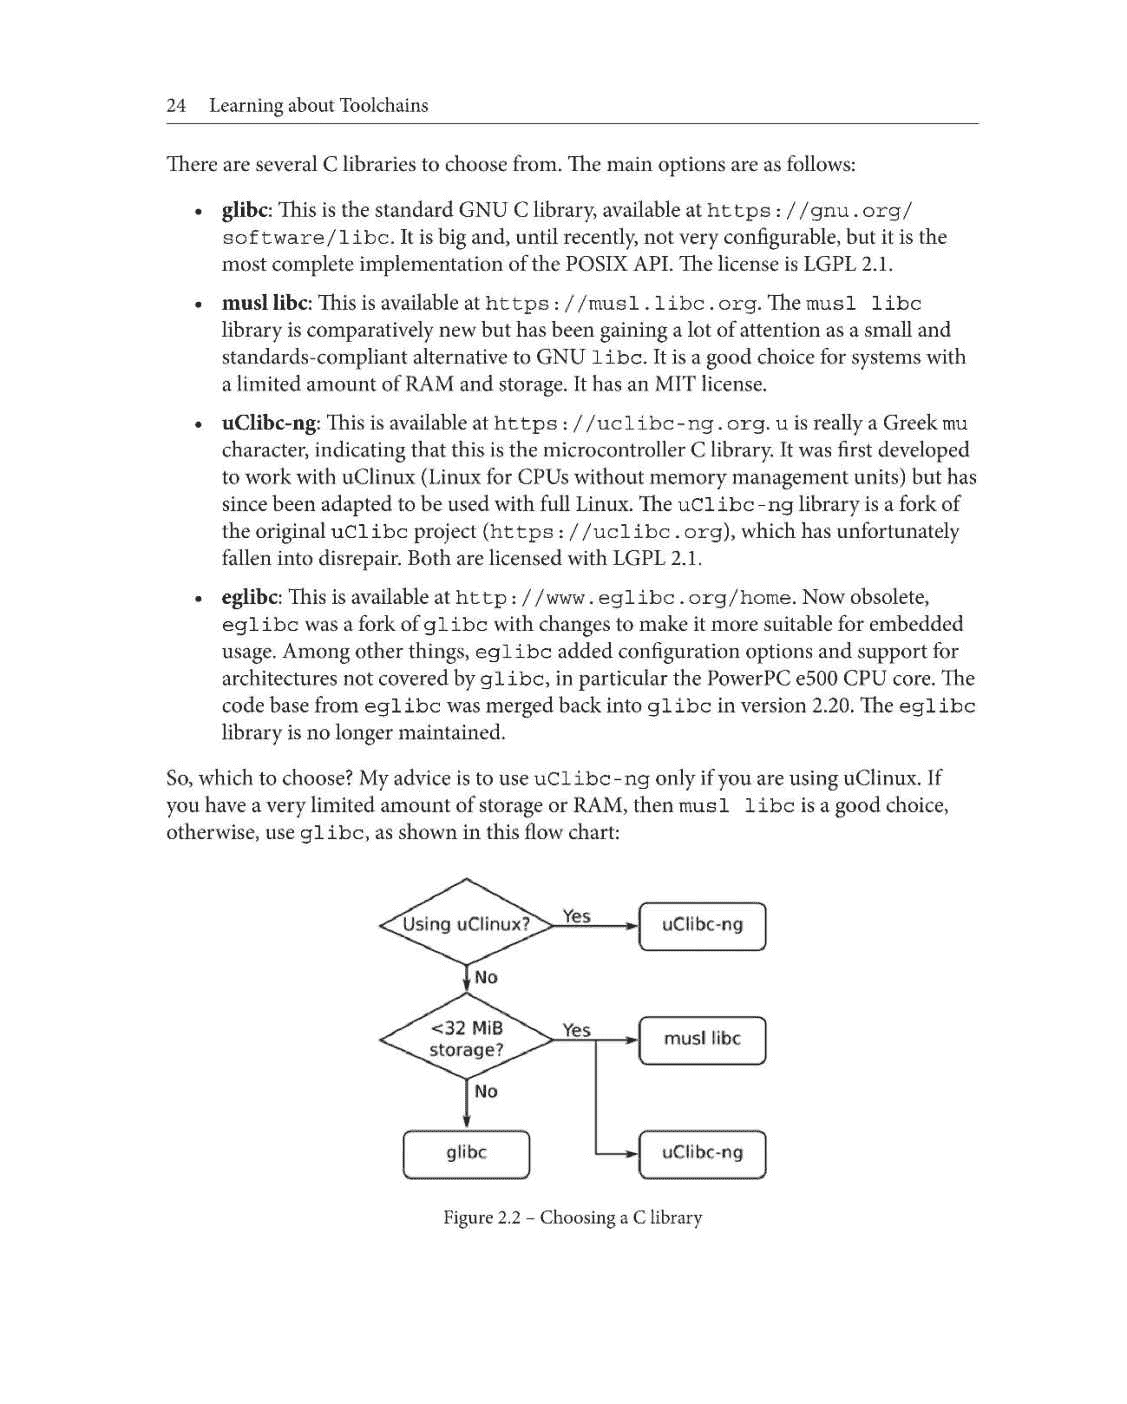 24 Learning about Toolchains
There are several C libraries to choose from. The main options are as follows:
• glibc: This is the standard GNU C library, available at https://gnu.org/
software/libc. It is big and, until recently, not very configurable, but it is the
most complete implementation of the POSIX API. The license is LGPL 2.1.
• musl libc: This is available at https://musl.libc.org. The musl libc
library is comparatively new but has been gaining a lot of attention as a small and
standards-compliant alternative to GNU libc. It is a good choice for systems with
a limited amount of RAM and storage. It has an MIT license.
• uClibc-ng: This is available at https://uclibc-ng.org. u is really a Greek mu
character, indicating that this is the microcontroller C library. It was first developed
to work with uClinux (Linux for CPUs without memory management units) but has
since been adapted to be used with full Linux. The uClibc-ng library is a fork of
the original uClibc project (https://uclibc.org), which has unfortunately
fallen into disrepair. Both are licensed with LGPL 2.1.
• eglibc: This is available at http://www.eglibc.org/home. Now obsolete,
eglibc was a fork of glibc with changes to make it more suitable for embedded
usage. Among other things, eglibc added configuration options and support for
architectures not covered by glibc, in particular the PowerPC e500 CPU core. The
code base from eglibc was merged back into glibc in version 2.20. The eglibc
library is no longer maintained.
So, which to choose? My advice is to use uClibc-ng only if you are using uClinux. If
you have a very limited amount of storage or RAM, then musl libc is a good choice,
otherwise, use glibc, as shown in this flow chart:
Using uClinux? Yes uClibc-ng
No
<32 MiB
storage?
Yes musl libc
No
glibc uClibc-ng
Figure 2.2 – Choosing a C library